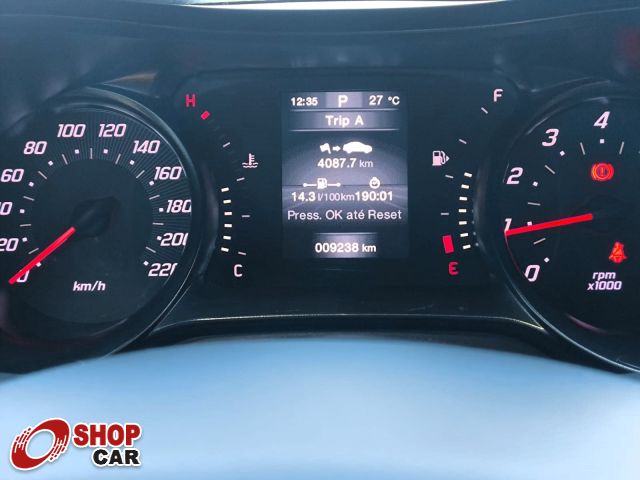 12:35 P 27 °C
Trip A
4087.7 km
14.3 l/100km 190:01
Press. OK até Reset
009238 km
H
C
F
E
0
20
40
60
80
100
120
140
160
180
200
220
km/h
0
1
2
3
4
rpm
x1000
SHOP
CAR